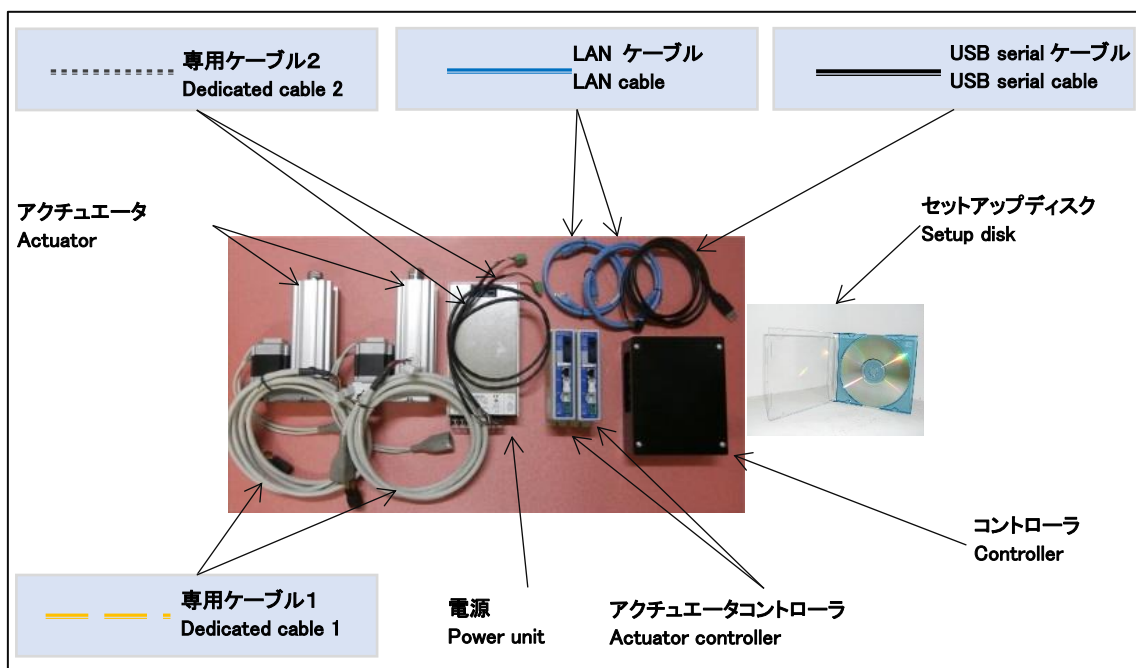 専用ケーブル2
Dedicated cable 2
LAN ケーブル
LAN cable
USB serial ケーブル
USB serial cable
アクチュエータ
Actuator
セットアップディスク
Setup disk
コントローラ
Controller
専用ケーブル1
Dedicated cable 1
電源
Power unit
アクチュエータコントローラ
Actuator controller